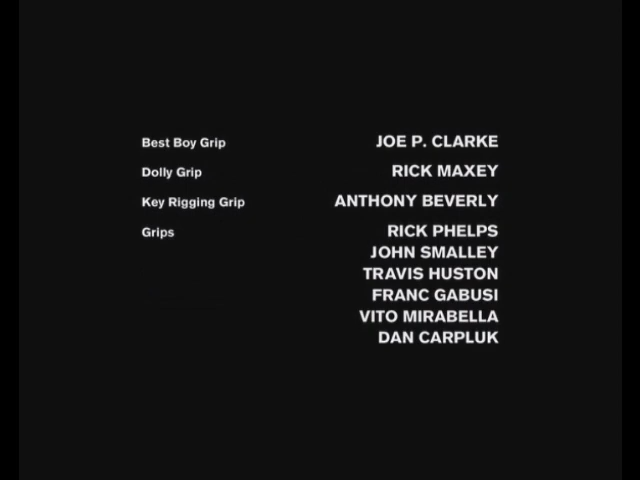 Best Boy Grip JOE P. CLARKE
Dolly Grip RICK MAXEY
Key Rigging Grip ANTHONY BEVERLY
Grips RICK PHELPS
JOHN SMALLEY
TRAVIS HUSTON
FRANC GABUSI
VITO MIRABELLA
DAN CARPLUK